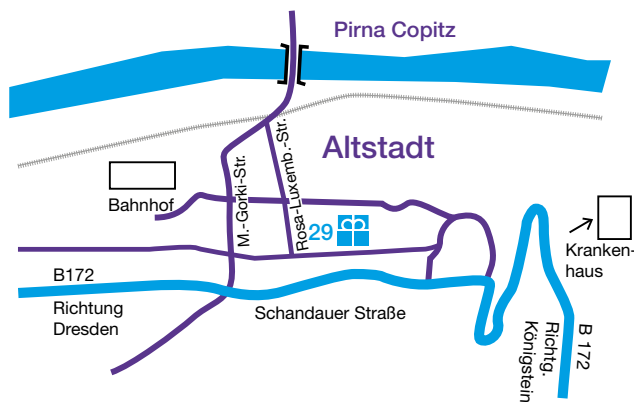 Pirna Copitz
Altstadt
Bahnhof
M.-Gorki-Str.
Rosa-Luxemb.-Str.
29
Kranken-
haus
B172
Richtung
Dresden
Schandauer Straße
B 172
Richtg.
Königstein